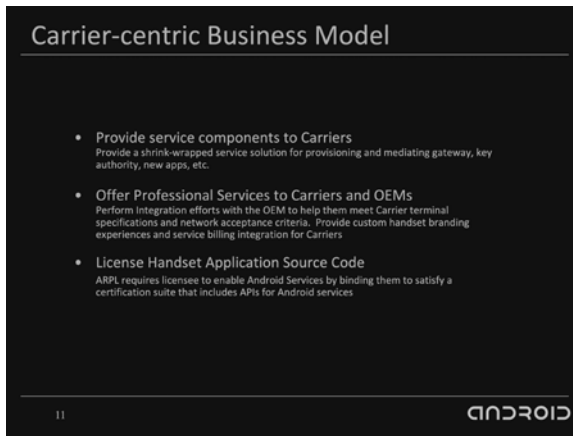 Carrier-centric Business Model
• Provide service components to Carriers
Provide a shrink-wrapped service solution for provisioning and mediating gateway, key
authority, new apps, etc.
• Offer Professional Services to Carriers and OEMs
Perform Integration efforts with the OEM to help them meet Carrier terminal
specifications and network acceptance criteria.  Provide custom handset branding
experiences and service billing integration for Carriers
• License Handset Application Source Code
ARPL requires licensee to enable Android Services by binding them to satisfy a
certification suite that includes APIs for Android services
11
ANDROID